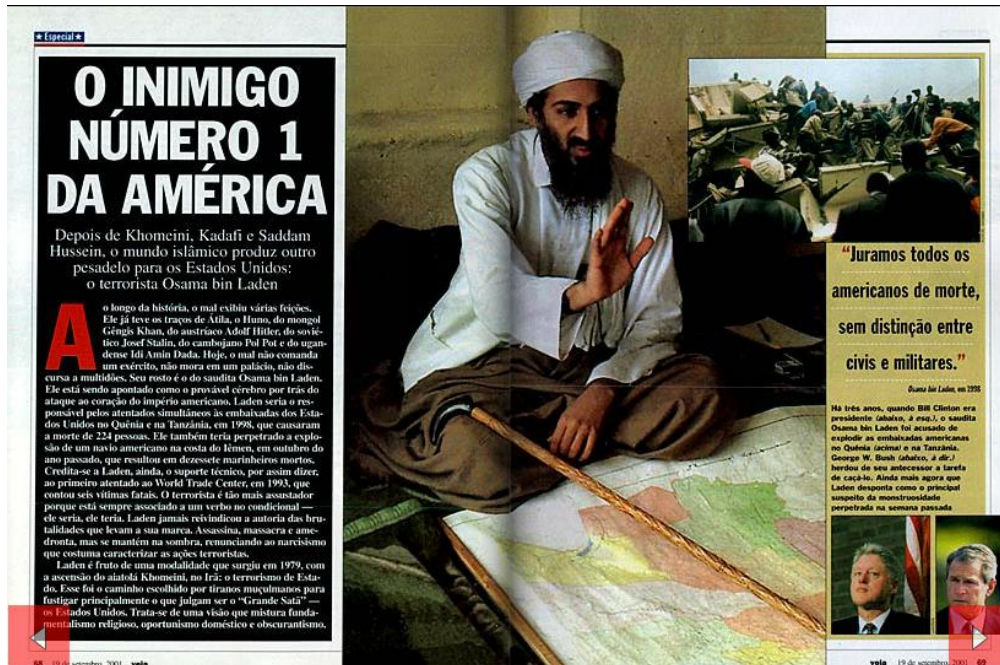 ★ Especial ★
O INIMIGO
NÚMERO 1
DA AMÉRICA
Depois de Khomeini, Kadafi e Saddam
Hussein, o mundo islâmico produz outro
pesadelo para os Estados Unidos:
o terrorista Osama bin Laden
Ao longo da história, o mal exibiu várias feições.
Ele já teve os traços de Átila, o Huno, do mongol
Gêngis Khan, do austríaco Adolf Hitler, do sovié-
tico Josef Stalin, do cambojano Pol Pot e do ugan-
dense Idi Amin Dada. Hoje, o mal não comanda
um exército, não mora em um palácio, não dis-
cursa a multidões. Seu rosto é o do saudita Osama bin Laden.
Ele está sendo apontado como o provável cérebro por trás do
ataque ao coração do império americano. Laden seria o res-
ponsável pelos atentados simultâneos às embaixadas dos Esta-
dos Unidos no Quênia e na Tanzânia, em 1998, que causaram
a morte de 224 pessoas. Ele também teria perpetrado a explo-
são de um navio americano na costa do Iêmen, em outubro do
ano passado, que resultou em dezessete marinheiros mortos.
Credita-se a Laden, ainda, o suporte técnico, por assim dizer,
ao primeiro atentado ao World Trade Center, em 1993, que
contou seis vítimas fatais. O terrorista é tão mais assustador
porque está sempre associado a um verbo no condicional —
ele seria, ele teria. Laden jamais reivindicou a autoria das bru-
talidades que levam a sua marca. Assassina, massacra e ame-
dronta, mas se mantém na sombra, renunciando ao narcisismo
que costuma caracterizar as ações terroristas.
Laden é fruto de uma modalidade que surgiu em 1979, com
a ascensão do aiatolá Khomeini, no Irã: o terrorismo de Esta-
do. Esse foi o caminho escolhido por tiranos muçulmanos para
fustigar principalmente o que julgam ser o “Grande Satã” —
os Estados Unidos. Trata-se de uma visão que mistura funda-
mentalismo religioso, oportunismo doméstico e obscurantismo.
68 19 de setembro, 2001 veja
“Juramos todos os
americanos de morte,
sem distinção entre
civis e militares.”
Osama bin Laden, em 1998
Há três anos, quando Bill Clinton era
presidente (abaixo, à esq.), o saudita
Osama bin Laden foi acusado de
explodir as embaixadas americanas
no Quênia (acima) e na Tanzânia.
George W. Bush (abaixo, à dir.)
herdou de seu antecessor a tarefa
de caçá-lo. Ainda mais agora que
Laden desponta como o principal
suspeito da monstruosidade
perpetrada na semana passada
veja 19 de setembro, 2001 69